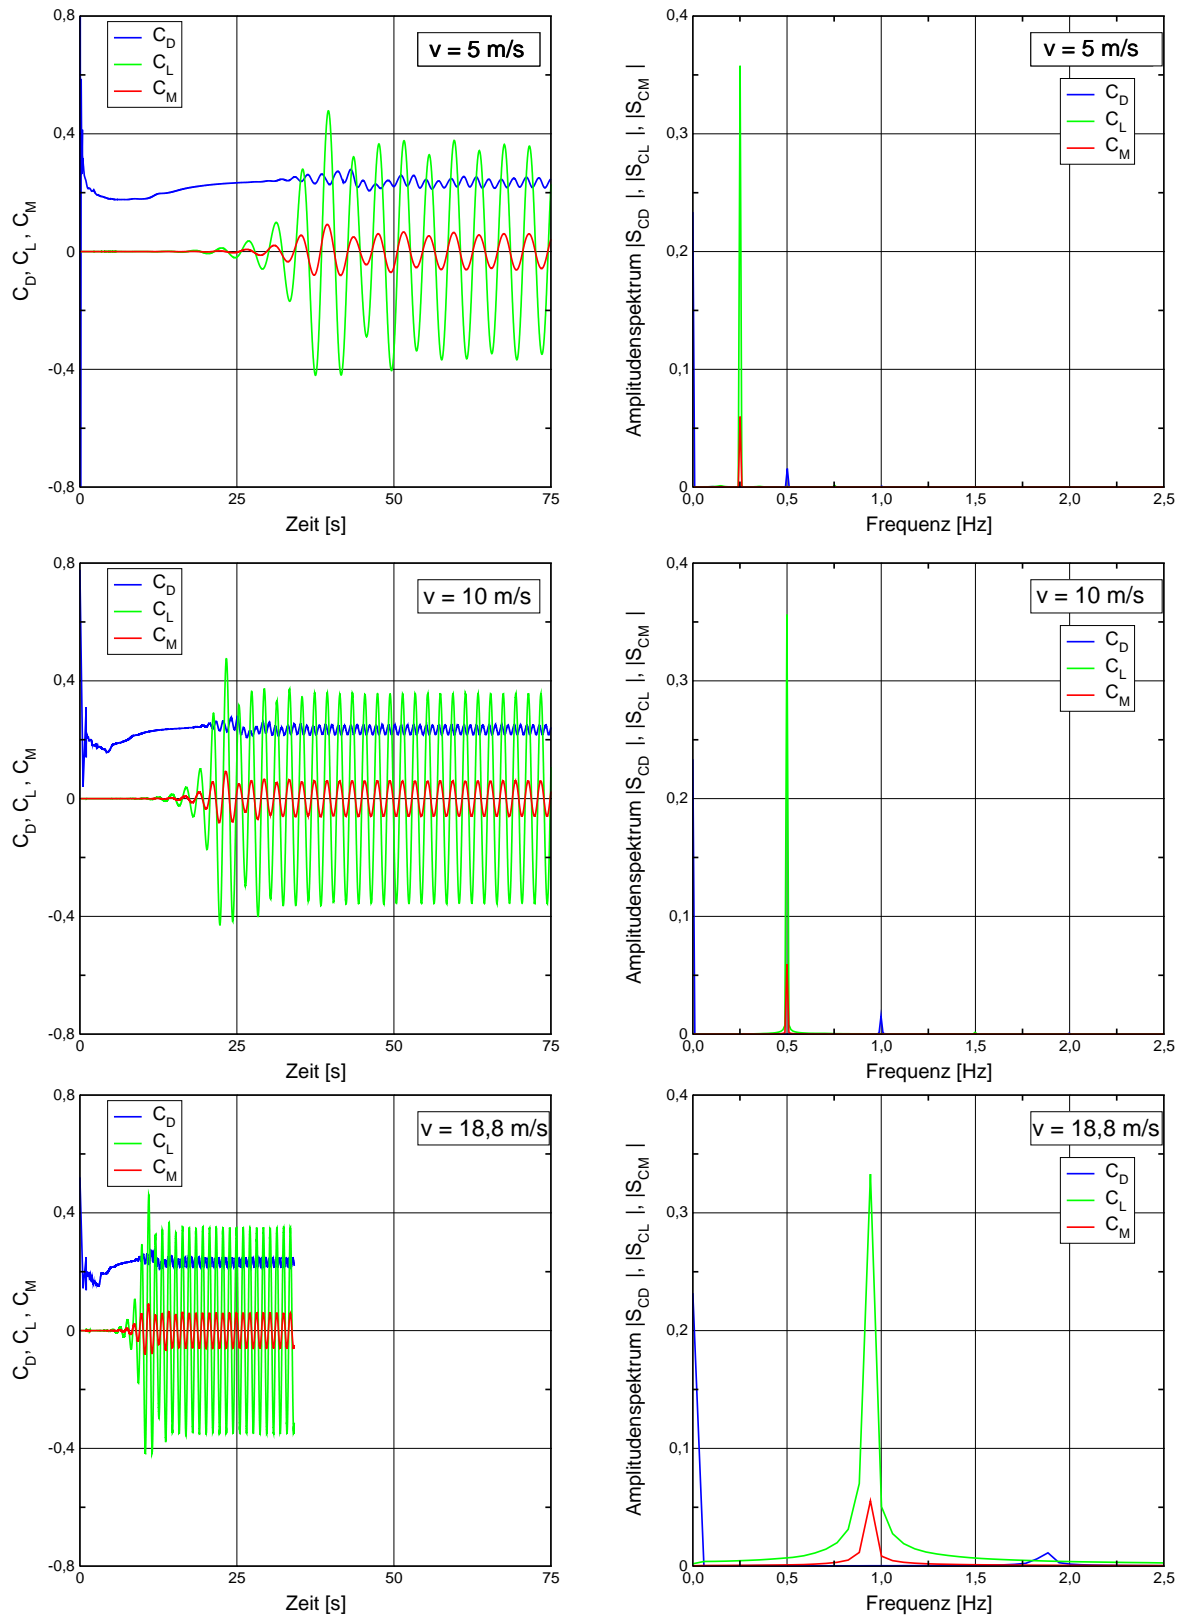 C_D, C_L, C_M
0,8
0,4
0
-0,4
-0,8
C_D
C_L
C_M
v = 5 m/s
0
25
50
75
Zeit [s]
Amplitudenspektrum |S_CD|, |S_CL|, |S_CM|
0,4
0,3
0,2
0,1
0
v = 5 m/s
C_D
C_L
C_M
0,0
0,5
1,0
1,5
2,0
2,5
Frequenz [Hz]
C_D, C_L, C_M
0,8
0,4
0
-0,4
-0,8
C_D
C_L
C_M
v = 10 m/s
0
25
50
75
Zeit [s]
Amplitudenspektrum |S_CD|, |S_CL|, |S_CM|
0,4
0,3
0,2
0,1
0
v = 10 m/s
C_D
C_L
C_M
0,0
0,5
1,0
1,5
2,0
2,5
Frequenz [Hz]
C_D, C_L, C_M
0,8
0,4
0
-0,4
-0,8
C_D
C_L
C_M
v = 18,8 m/s
0
25
50
75
Zeit [s]
Amplitudenspektrum |S_CD|, |S_CL|, |S_CM|
0,4
0,3
0,2
0,1
0
v = 18,8 m/s
C_D
C_L
C_M
0,0
0,5
1,0
1,5
2,0
2,5
Frequenz [Hz]